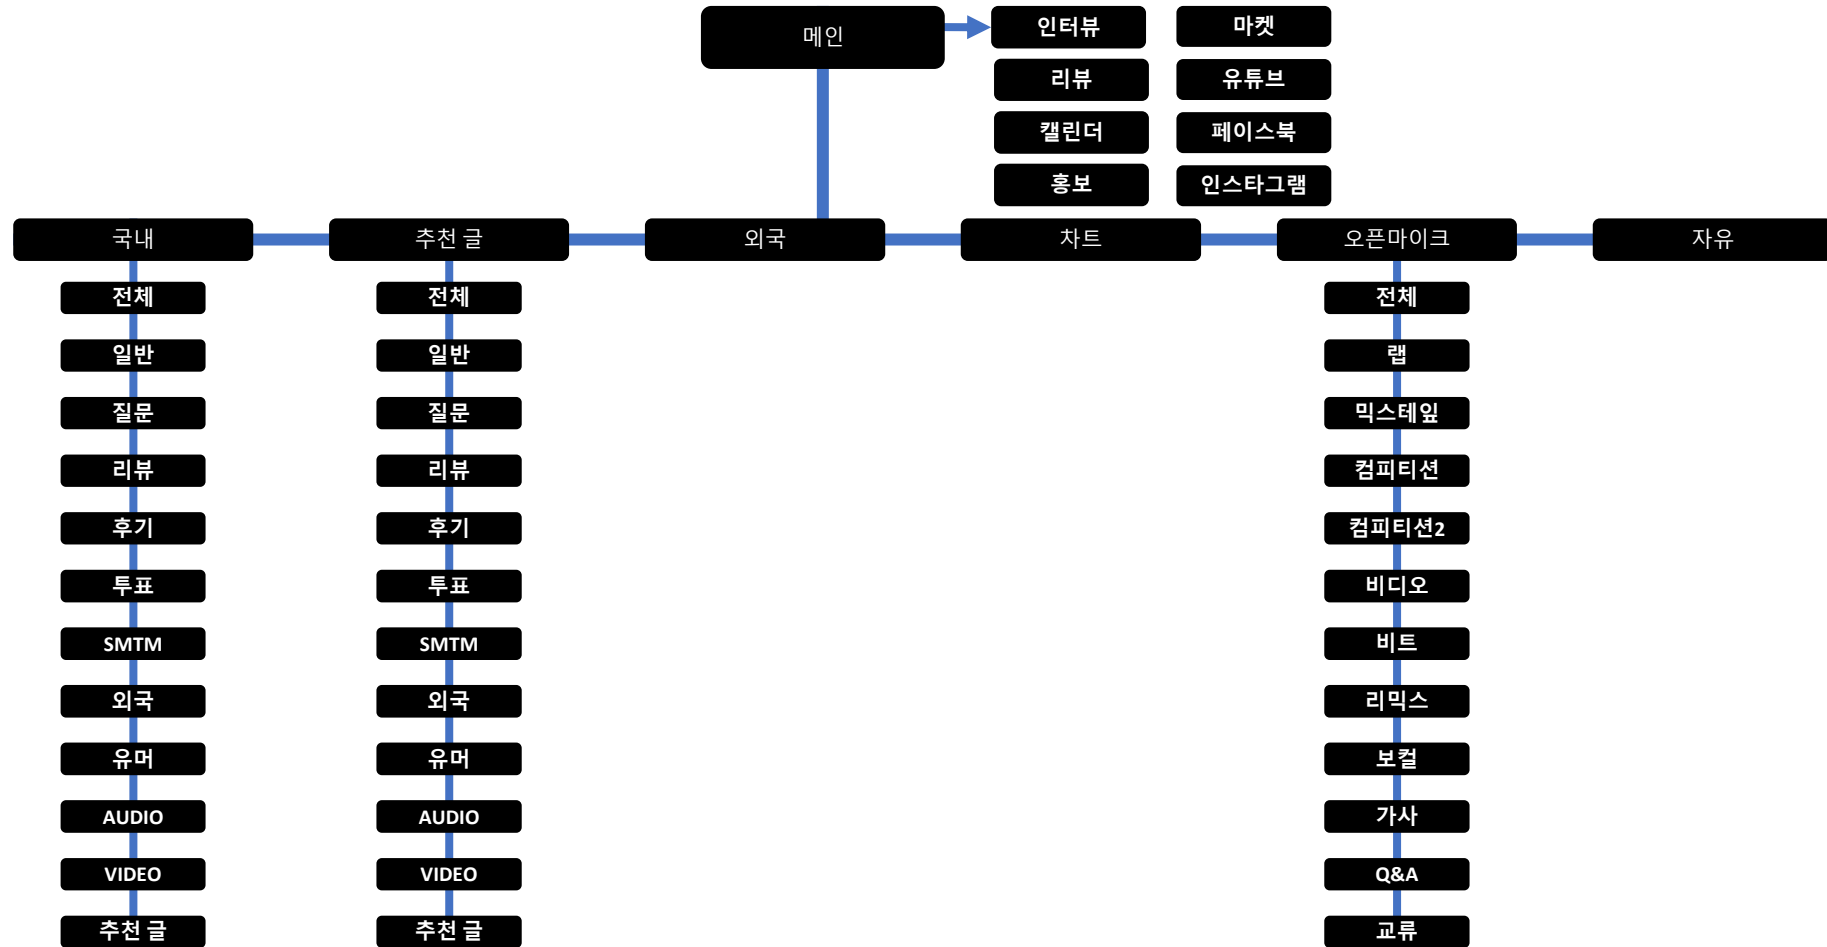 메인
인터뷰
마켓
리뷰
유튜브
캘린더
페이스북
홍보
인스타그램
국내
추천 글
외국
차트
오픈마이크
자유
전체
일반
질문
리뷰
후기
투표
SMTM
외국
유머
AUDIO
VIDEO
추천 글
전체
일반
질문
리뷰
후기
투표
SMTM
외국
유머
AUDIO
VIDEO
추천 글
전체
랩
믹스테잎
컴피티션
컴피티션2
비디오
비트
리믹스
보컬
가사
Q&A
교류